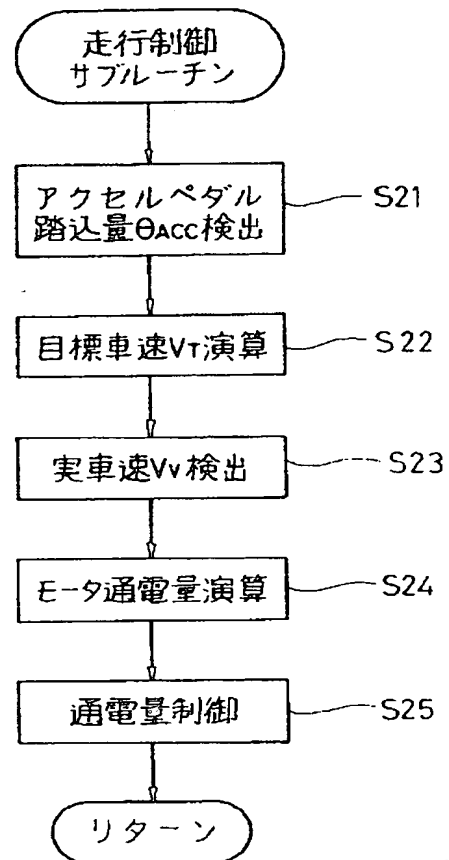 走行制御
サブルーチン
アクセルペダル
踏込量θACC検出
S21
目標車速VT演算
S22
実車速VV検出
S23
モータ通電量演算
S24
通電量制御
S25
リターン